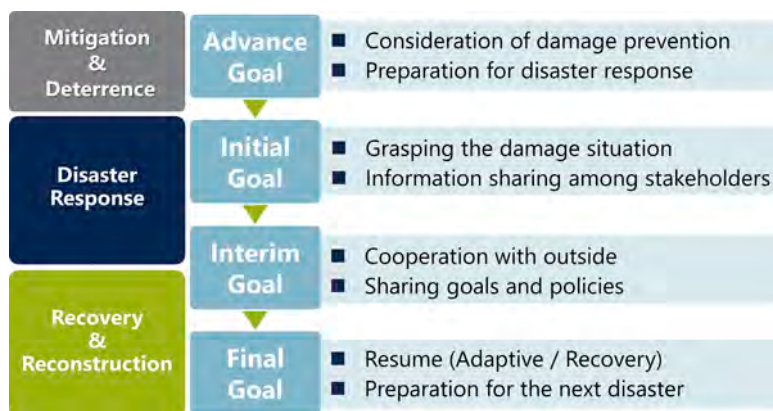 Mitigation
&
Deterrence
Advance
Goal
■ Consideration of damage prevention
■ Preparation for disaster response
Disaster
Response
Initial
Goal
■ Grasping the damage situation
■ Information sharing among stakeholders
Interim
Goal
■ Cooperation with outside
■ Sharing goals and policies
Recovery
&
Reconstruction
Final
Goal
■ Resume (Adaptive / Recovery)
■ Preparation for the next disaster